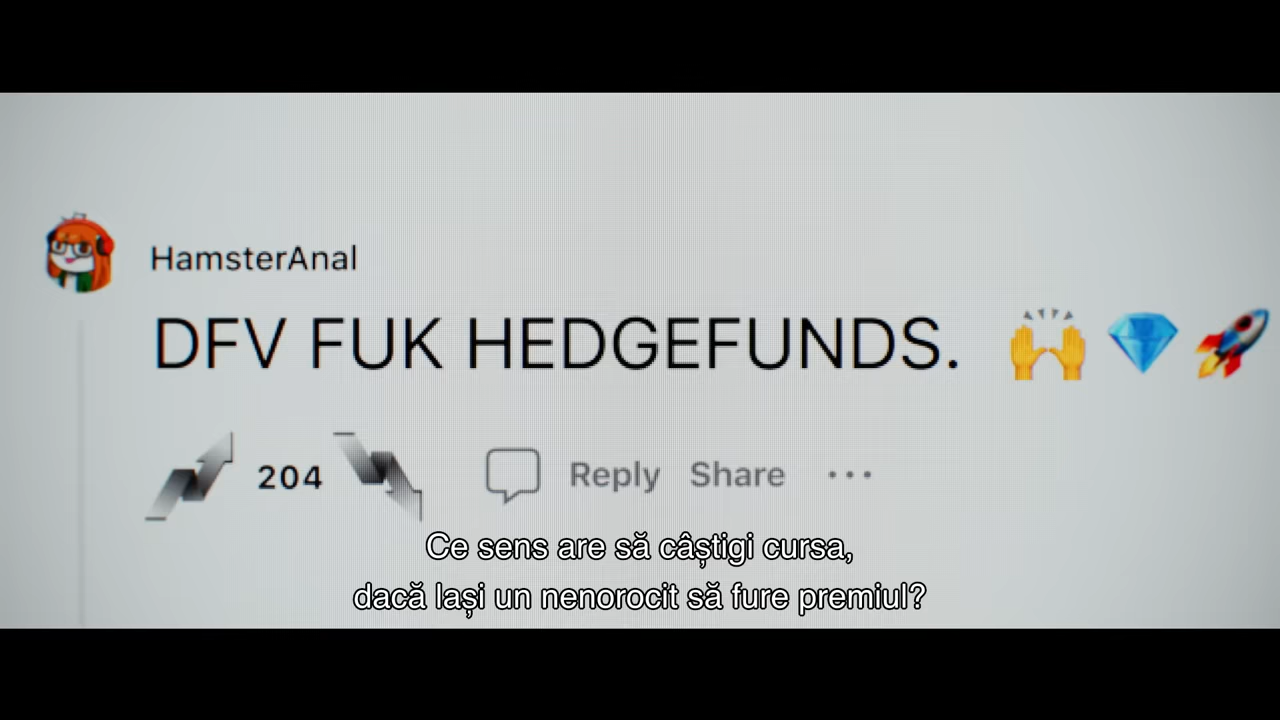 HamsterAnal
DFV FUK HEDGEFUNDS. 🙌 💎 🚀
204 Reply Share ...
Ce sens are să câștigi cursa,
dacă lași un nenorocit să fure premiul?